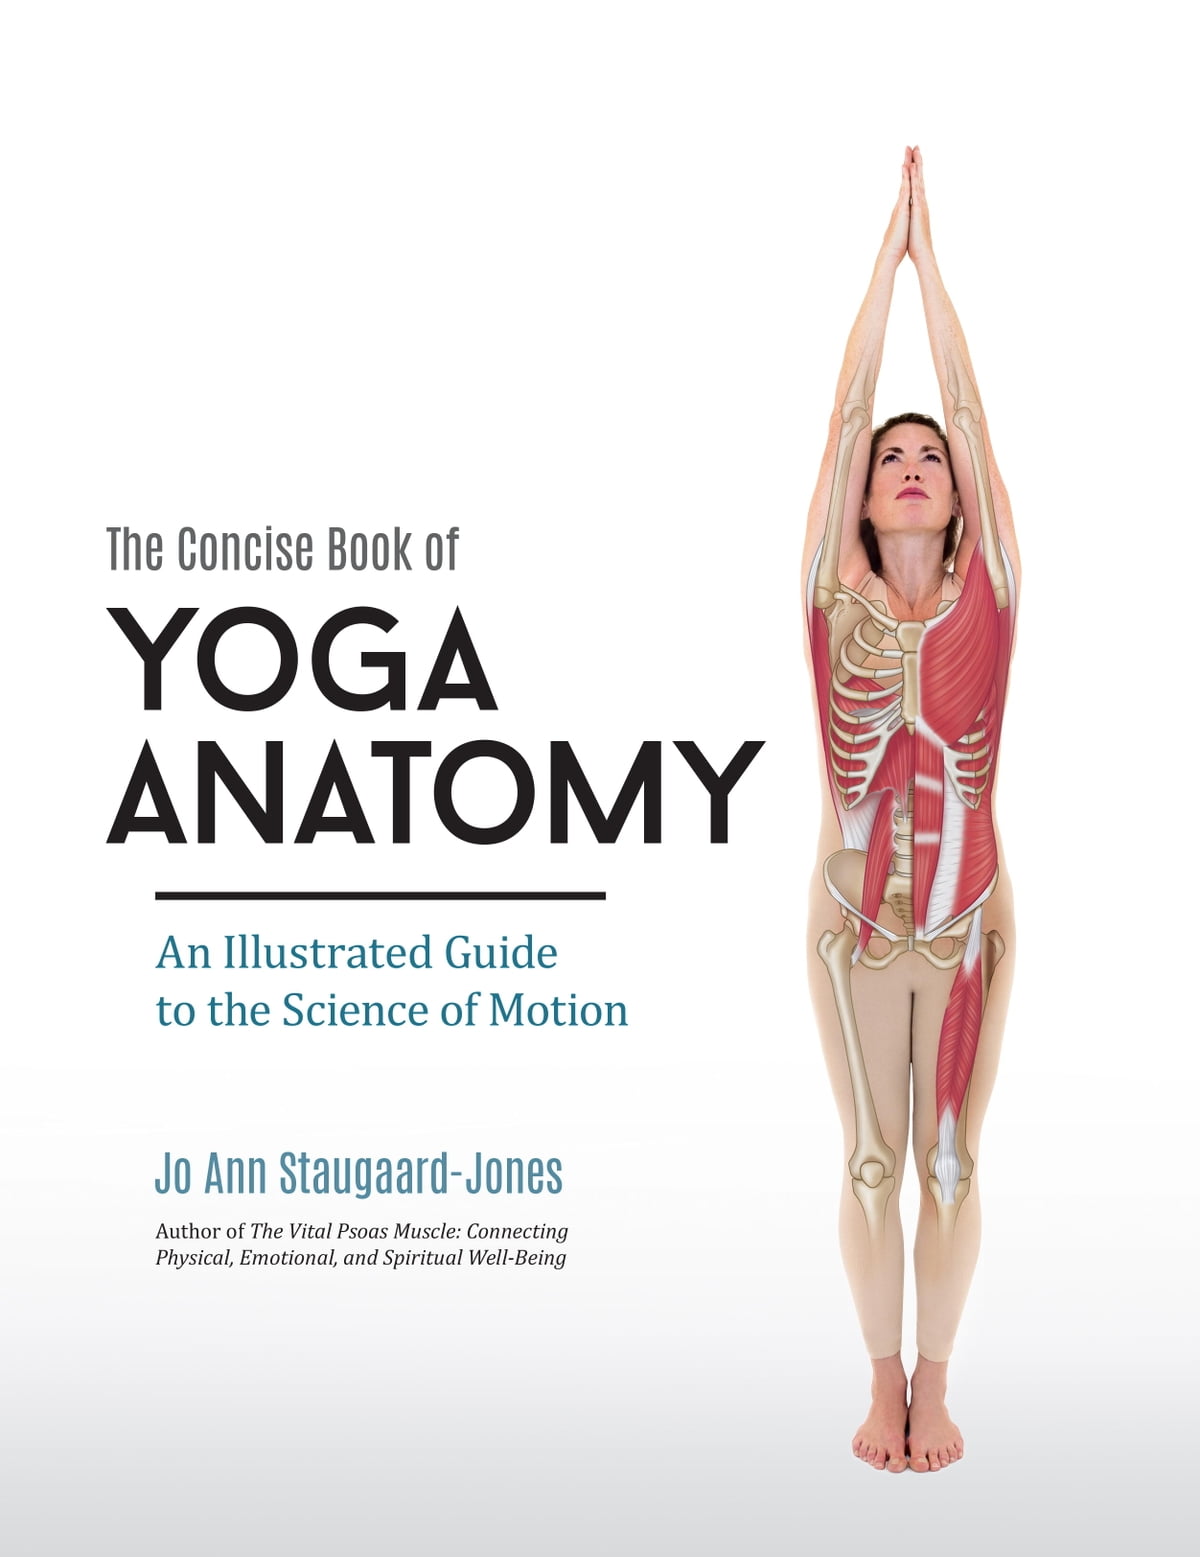 The Concise Book of
YOGA
ANATOMY
An Illustrated Guide
to the Science of Motion
Jo Ann Staugaard-Jones
Author of The Vital Psoas Muscle: Connecting
Physical, Emotional, and Spiritual Well-Being